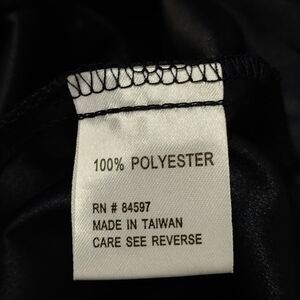 100% POLYESTER
RN # 84597
MADE IN TAIWAN
CARE SEE REVERSE